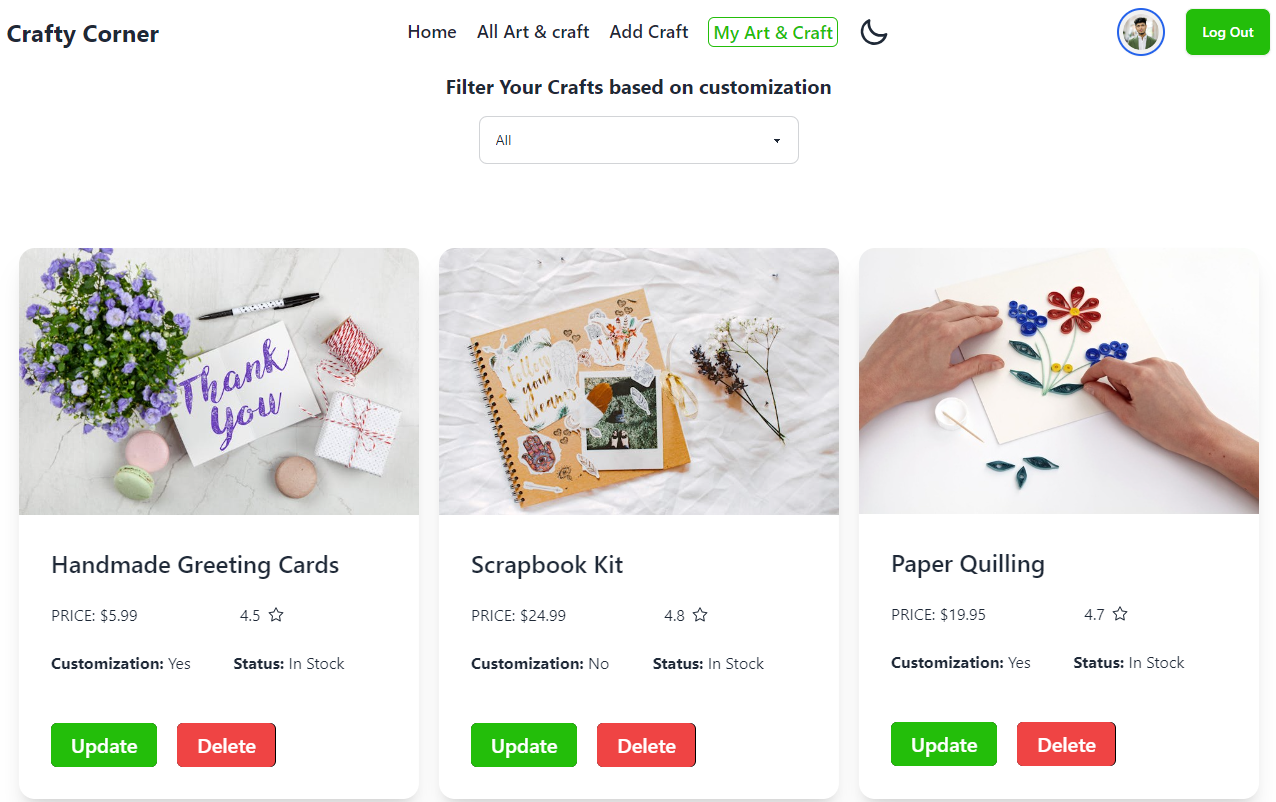 Crafty Corner
Home
All Art & craft
Add Craft
My Art & Craft
Log Out
Filter Your Crafts based on customization
All
Thank
You
follow
your
dreams
Handmade Greeting Cards
PRICE: $5.99
4.5
Customization: Yes
Status: In Stock
Update
Delete
Scrapbook Kit
PRICE: $24.99
4.8
Customization: No
Status: In Stock
Update
Delete
Paper Quilling
PRICE: $19.95
4.7
Customization: Yes
Status: In Stock
Update
Delete